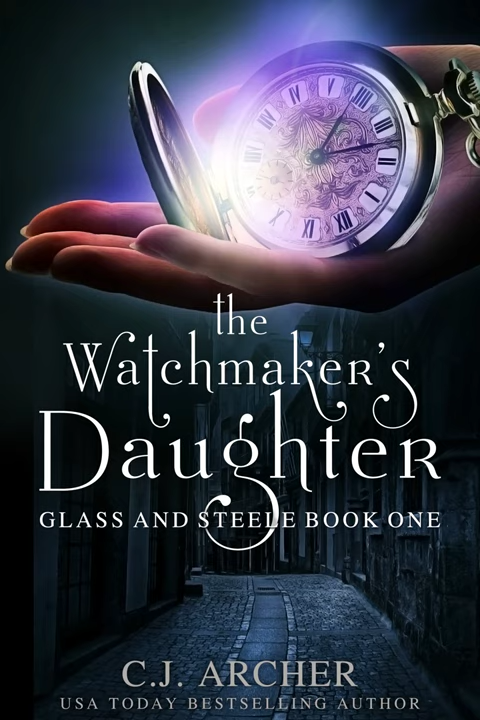 the
Watchmaker's
Daughter
GLASS AND STEELE BOOK ONE
C.J. ARCHER
USA TODAY BESTSELLING AUTHOR